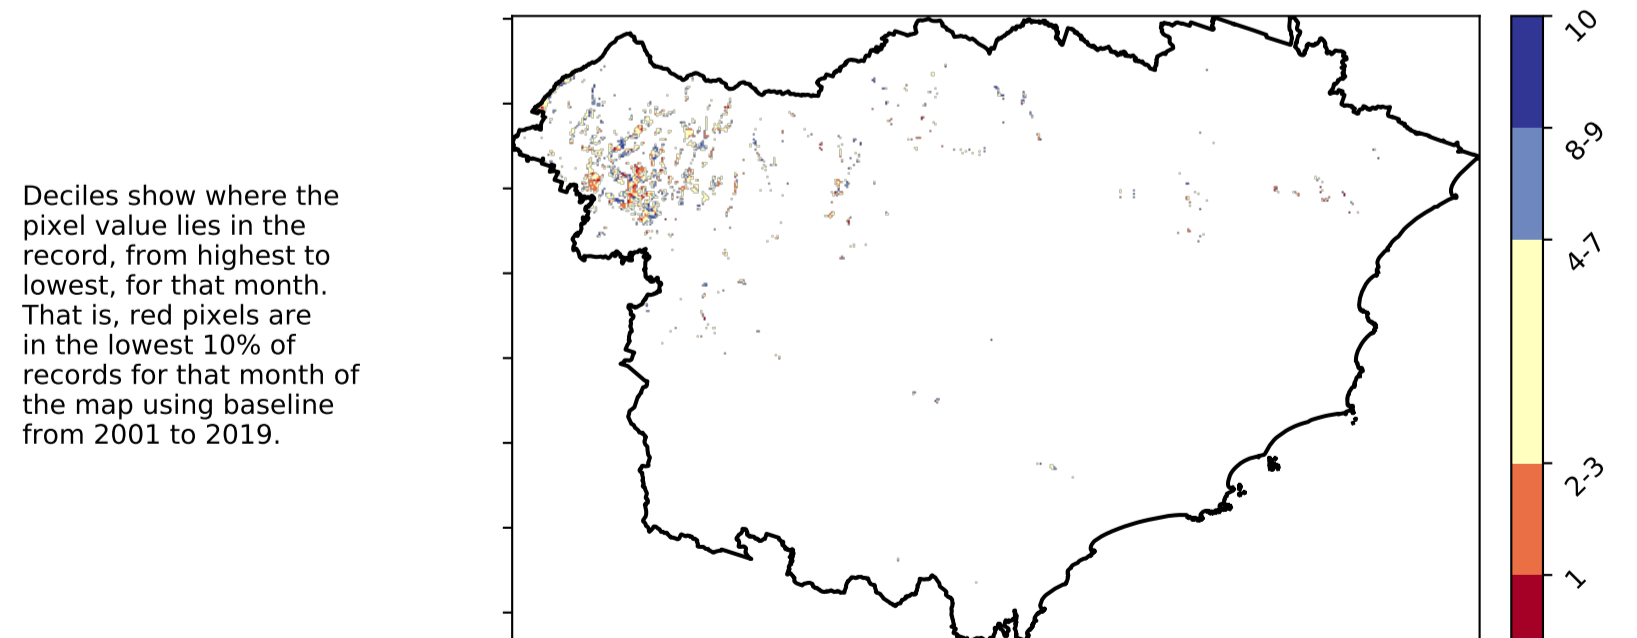 Deciles show where the
pixel value lies in the
record, from highest to
lowest, for that month.
That is, red pixels are
in the lowest 10% of
records for that month of
the map using baseline
from 2001 to 2019.
10
8-9
4-7
2-3
1